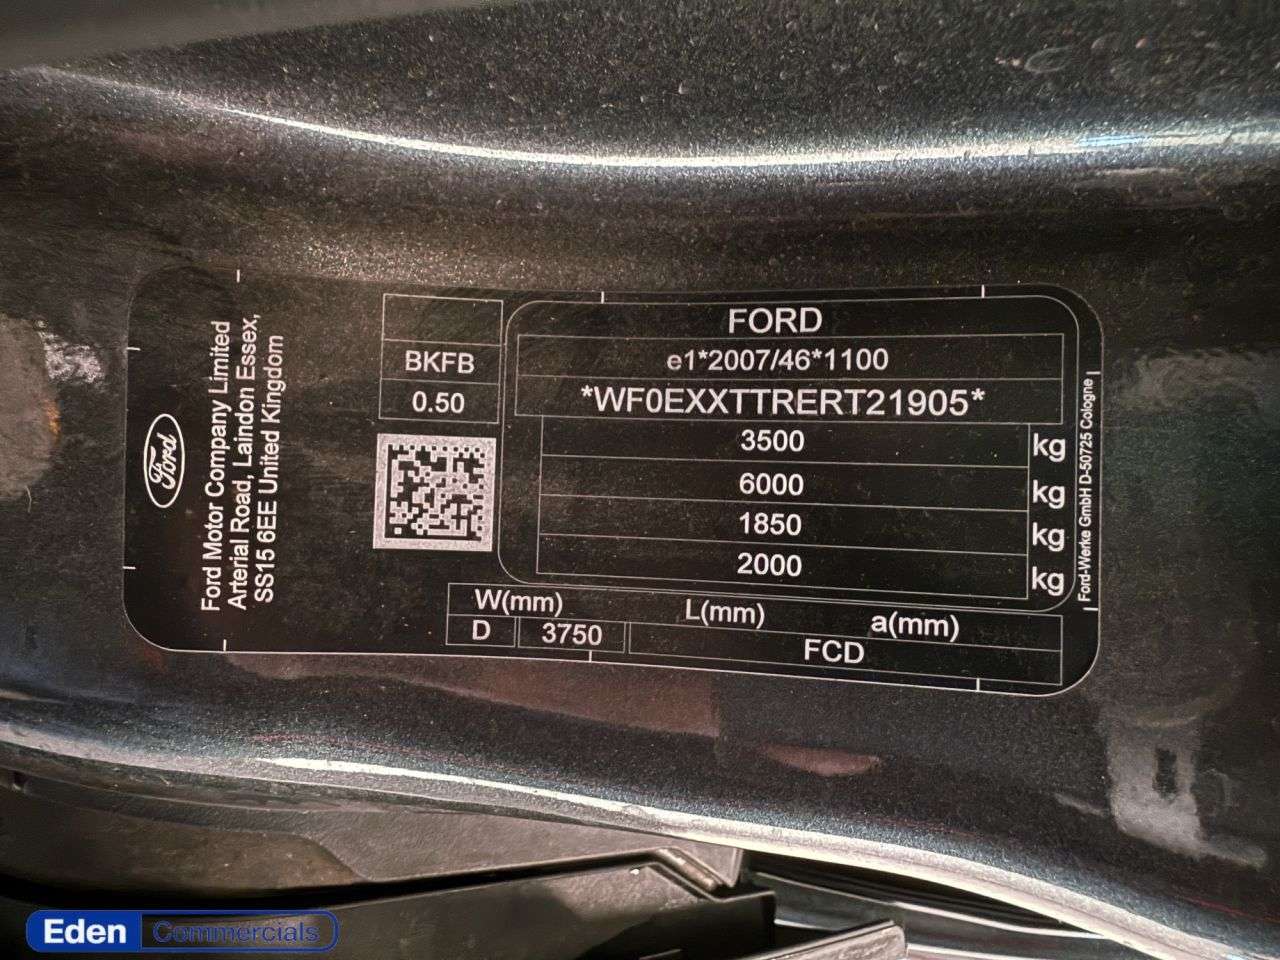 Ford
Ford Motor Company Limited
Arterial Road, Laindon Essex,
SS15 6EE United Kingdom
BKFB
0.50
FORD
e1*2007/46*1100
*WF0EXXTTRERT21905*
3500 kg
6000 kg
1850 kg
2000 kg
W(mm) L(mm) a(mm)
D 3750 FCD
Ford-Werke GmbH D-50725 Cologne
Eden Commercials